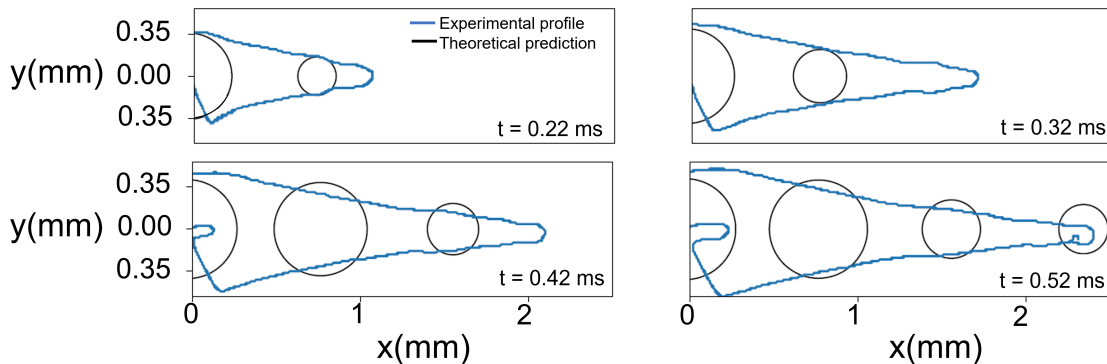 Experimental profile
Theoretical prediction
0.35
0.00
0.35
y(mm)
t = 0.22 ms
t = 0.32 ms
0.35
0.00
0.35
y(mm)
t = 0.42 ms
t = 0.52 ms
0 1 2
0 1 2
x(mm)
x(mm)